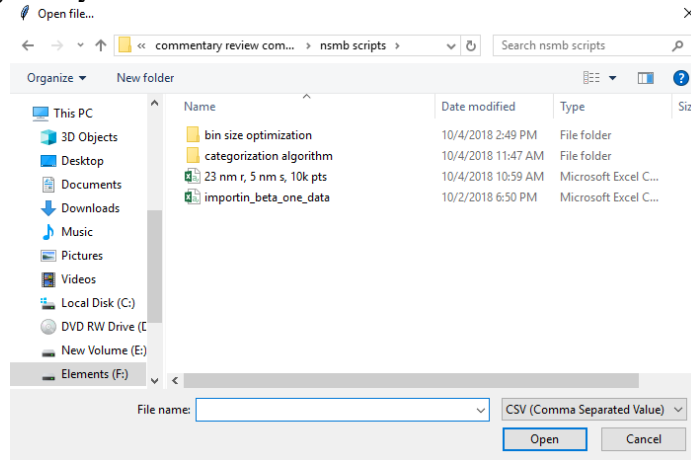 Open file...
« commentary review com... › nsmb scripts ›
Search nsmb scripts
Organize
New folder
This PC
3D Objects
Desktop
Documents
Downloads
Music
Pictures
Videos
Local Disk (C:)
DVD RW Drive (D
New Volume (E:)
Elements (F:)
Name Date modified Type Siz
bin size optimization 10/4/2018 2:49 PM File folder
categorization algorithm 10/4/2018 11:47 AM File folder
23 nm r, 5 nm s, 10k pts 10/4/2018 10:59 AM Microsoft Excel C...
importin_beta_one_data 10/2/2018 6:50 PM Microsoft Excel C...
File name:
CSV (Comma Separated Value)
Open
Cancel